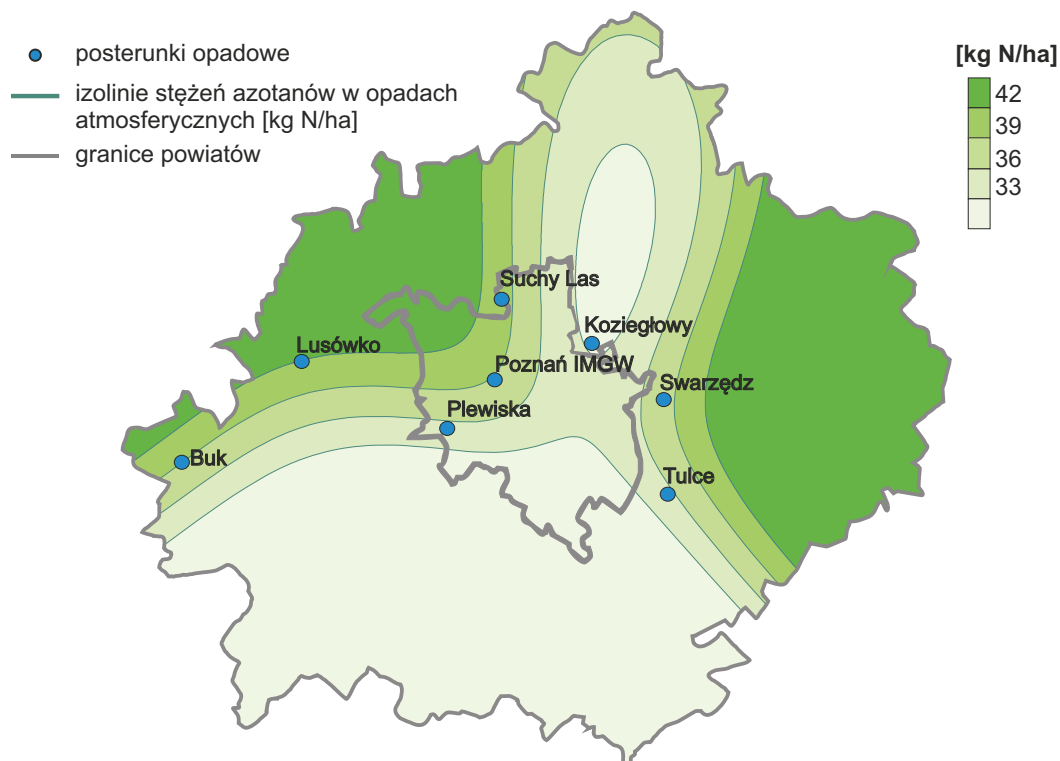 posterunki opadowe
izolinie stężeń azotanów w opadach
atmosferycznych [kg N/ha]
granice powiatów
[kg N/ha]
42
39
36
33
Suchy Las
Koziegłowy
Lusówko
Poznań IMGW
Swarzędz
Plewiska
Buk
Tulce